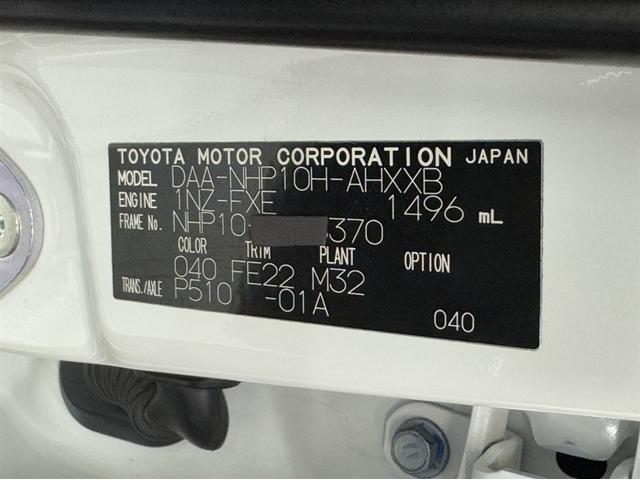 TOYOTA MOTOR CORPORATION JAPAN
MODEL DAA-NHP10H-AHXXB
ENGINE 1NZ-FXE 1496 mL
FRAME No. NHP10- 370
COLOR TRIM PLANT OPTION
040 FE22 M32
TRANS./AXLE P510 -01A
040